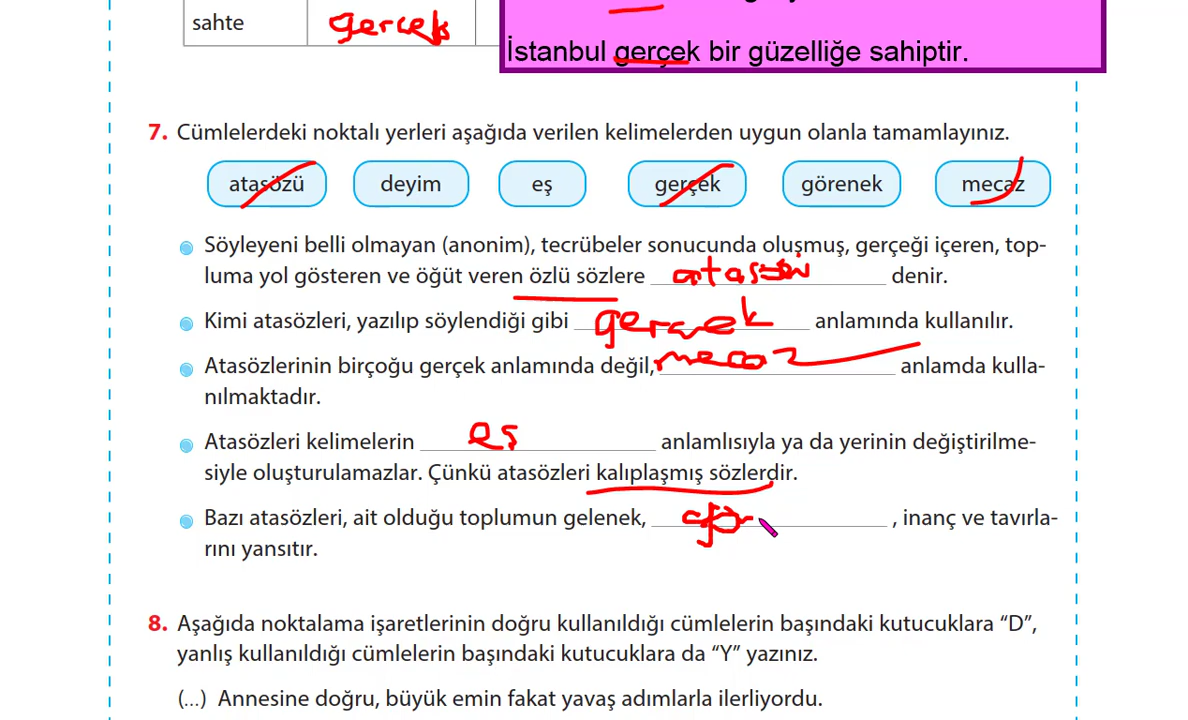 sahte gerçek
İstanbul gerçek bir güzelliğe sahiptir.
7. Cümlelerdeki noktalı yerleri aşağıda verilen kelimelerden uygun olanla tamamlayınız.
atasözü deyim eş gerçek görenek mecaz
Söyleyeni belli olmayan (anonim), tecrübeler sonucunda oluşmuş, gerçeği içeren, top-
luma yol gösteren ve öğüt veren özlü sözlere atasözü denir.
Kimi atasözleri, yazılıp söylendiği gibi gerçek anlamında kullanılır.
Atasözlerinin birçoğu gerçek anlamında değil, mecaz anlamda kulla-
nılmaktadır.
Atasözleri kelimelerin eş anlamlısıyla ya da yerinin değiştirilme-
siyle oluşturulamazlar. Çünkü atasözleri kalıplaşmış sözlerdir.
Bazı atasözleri, ait olduğu toplumun gelenek, gör , inanç ve tavırla-
rını yansıtır.
8. Aşağıda noktalama işaretlerinin doğru kullanıldığı cümlelerin başındaki kutucuklara “D”,
yanlış kullanıldığı cümlelerin başındaki kutucuklara da “Y” yazınız.
(...) Annesine doğru, büyük emin fakat yavaş adımlarla ilerliyordu.